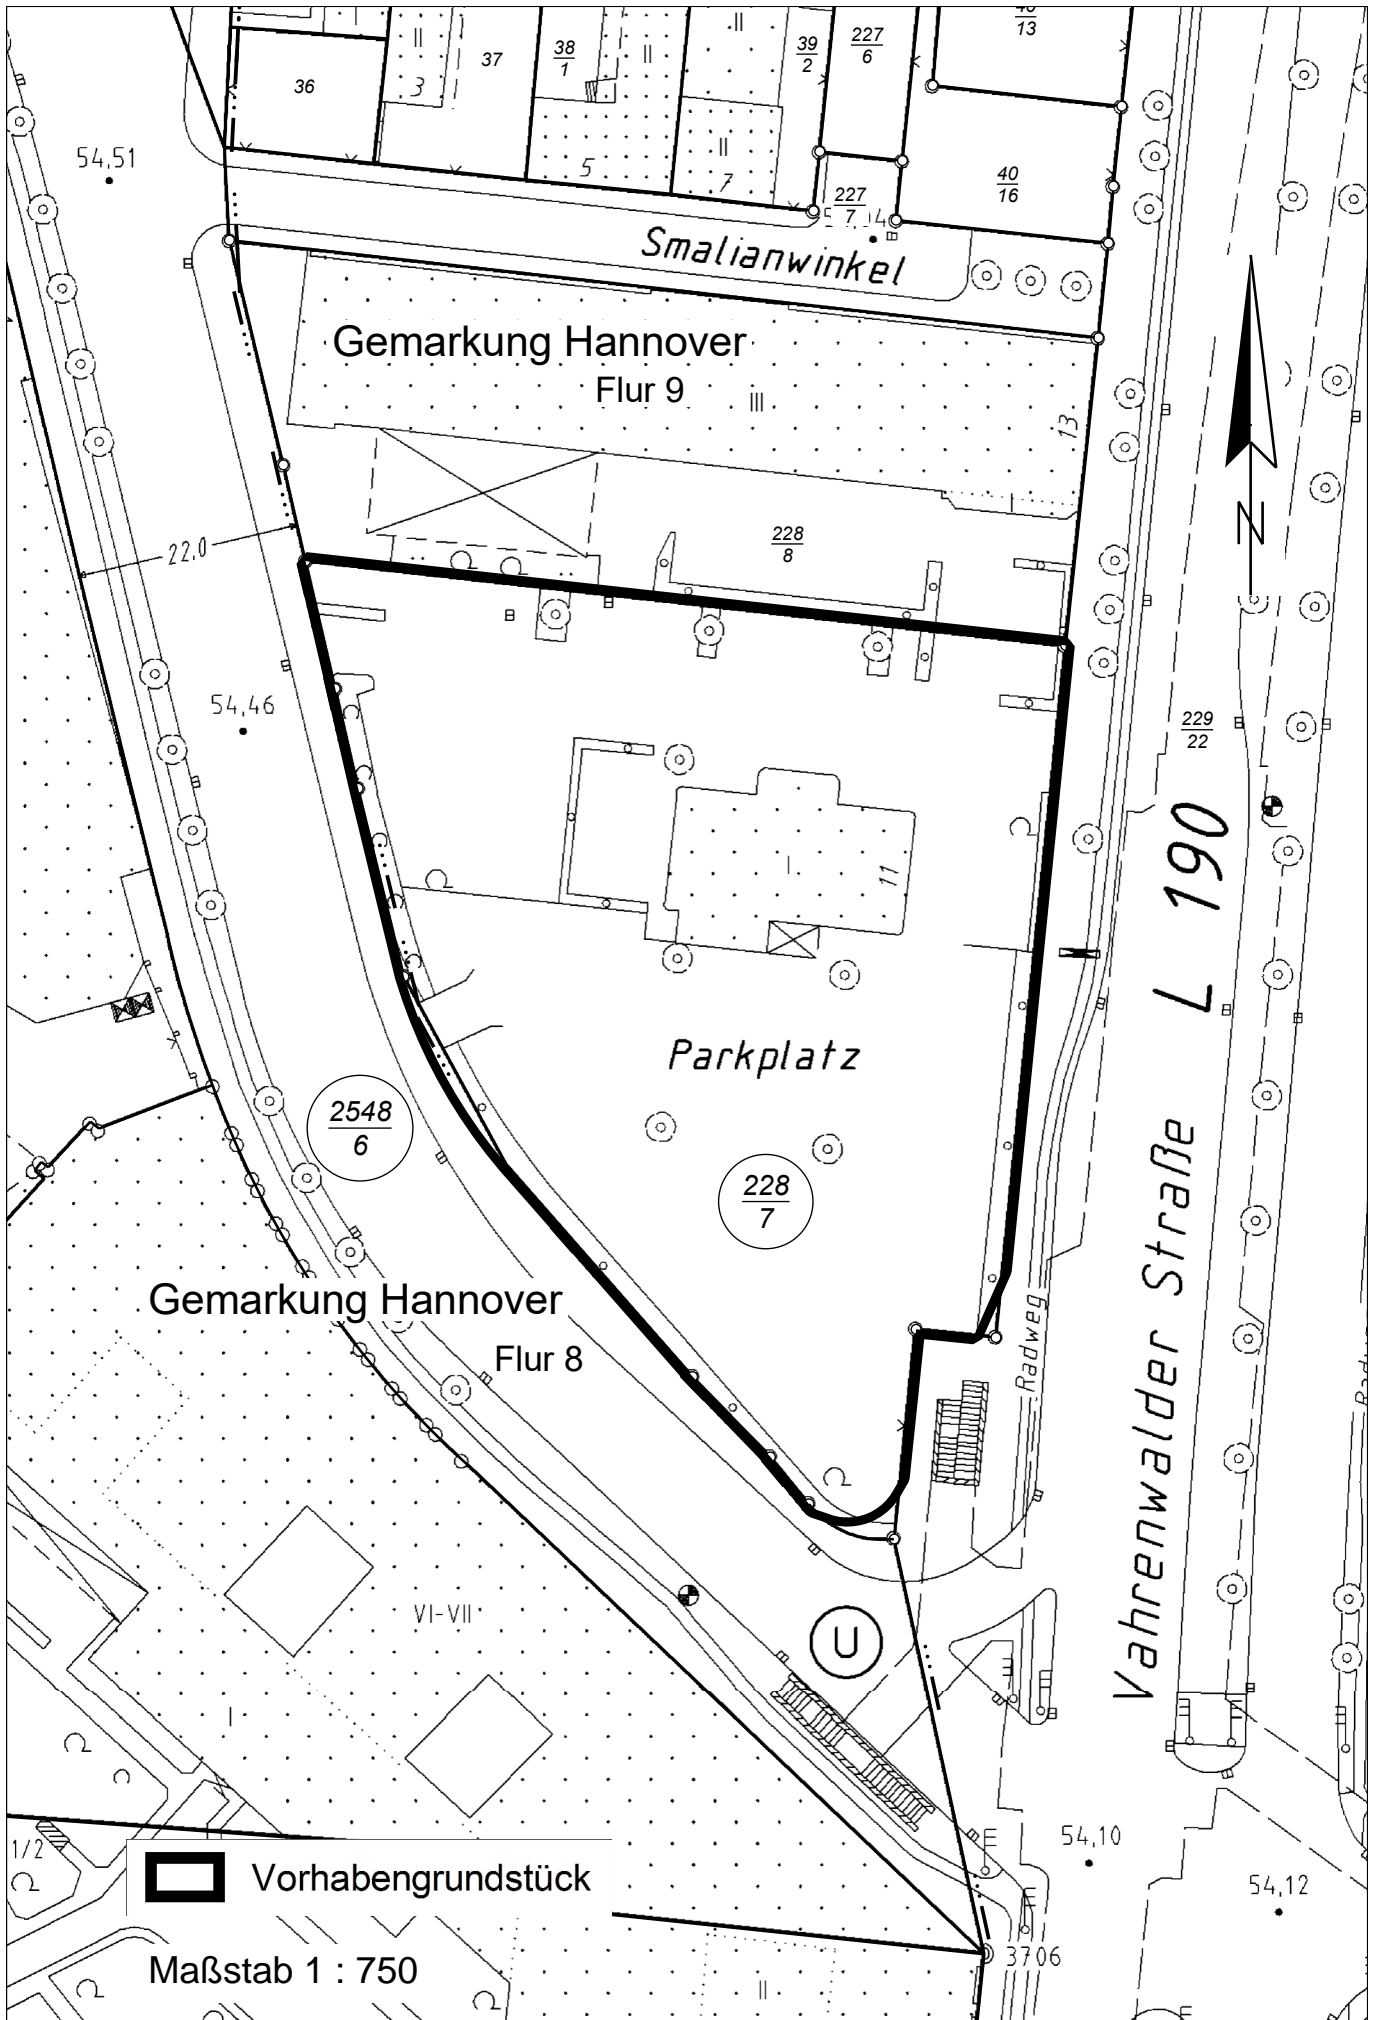 40
13
227
6
39
2
38
1
37
36
II
II
II
I
3
II
5
7
54,51
40
16
227
7
Smalianwinkel
Gemarkung Hannover
Flur 9
III
13
228
8
22,0
N
54,46
229
22
L 190
I
11
Parkplatz
2548
6
228
7
Gemarkung Hannover
Flur 8
Radweg
Vahrenwalder Straße
VI-VII
U
I
54,10
1/2
Vorhabengrundstück
54,12
3706
Maßstab 1 : 750
II